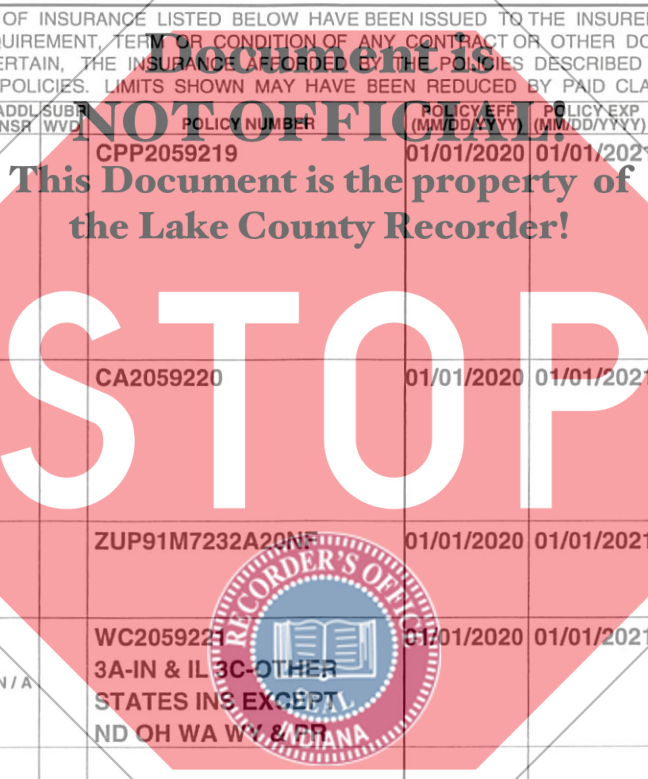 OF INSURANCE LISTED BELOW HAVE BEEN ISSUED TO THE INSURE
QUIREMENT, TERM OR CONDITION OF ANY CONTRACT OR OTHER DO
ERTAIN, THE INSURANCE AFFORDED BY THE POLICIES DESCRIBED
POLICIES. LIMITS SHOWN MAY HAVE BEEN REDUCED BY PAID CLA
Document is
NOT OFFICIAL!
This Document is the property of
the Lake County Recorder!
STOP
ADDL SUBR POLICY NUMBER POLICY EFF POLICY EXP
INSR WVD (MM/DD/YYYY) (MM/DD/YYYY)
CPP2059219 01/01/2020 01/01/2021
CA2059220 01/01/2020 01/01/2021
ZUP91M7232A20NF 01/01/2020 01/01/2021
WC2059221 01/01/2020 01/01/2021
N/A 3A-IN & IL 3C-OTHER
STATES INS EXCEPT
ND OH WA WY & PR
RECORDER'S OFFICE
SEAL
INDIANA